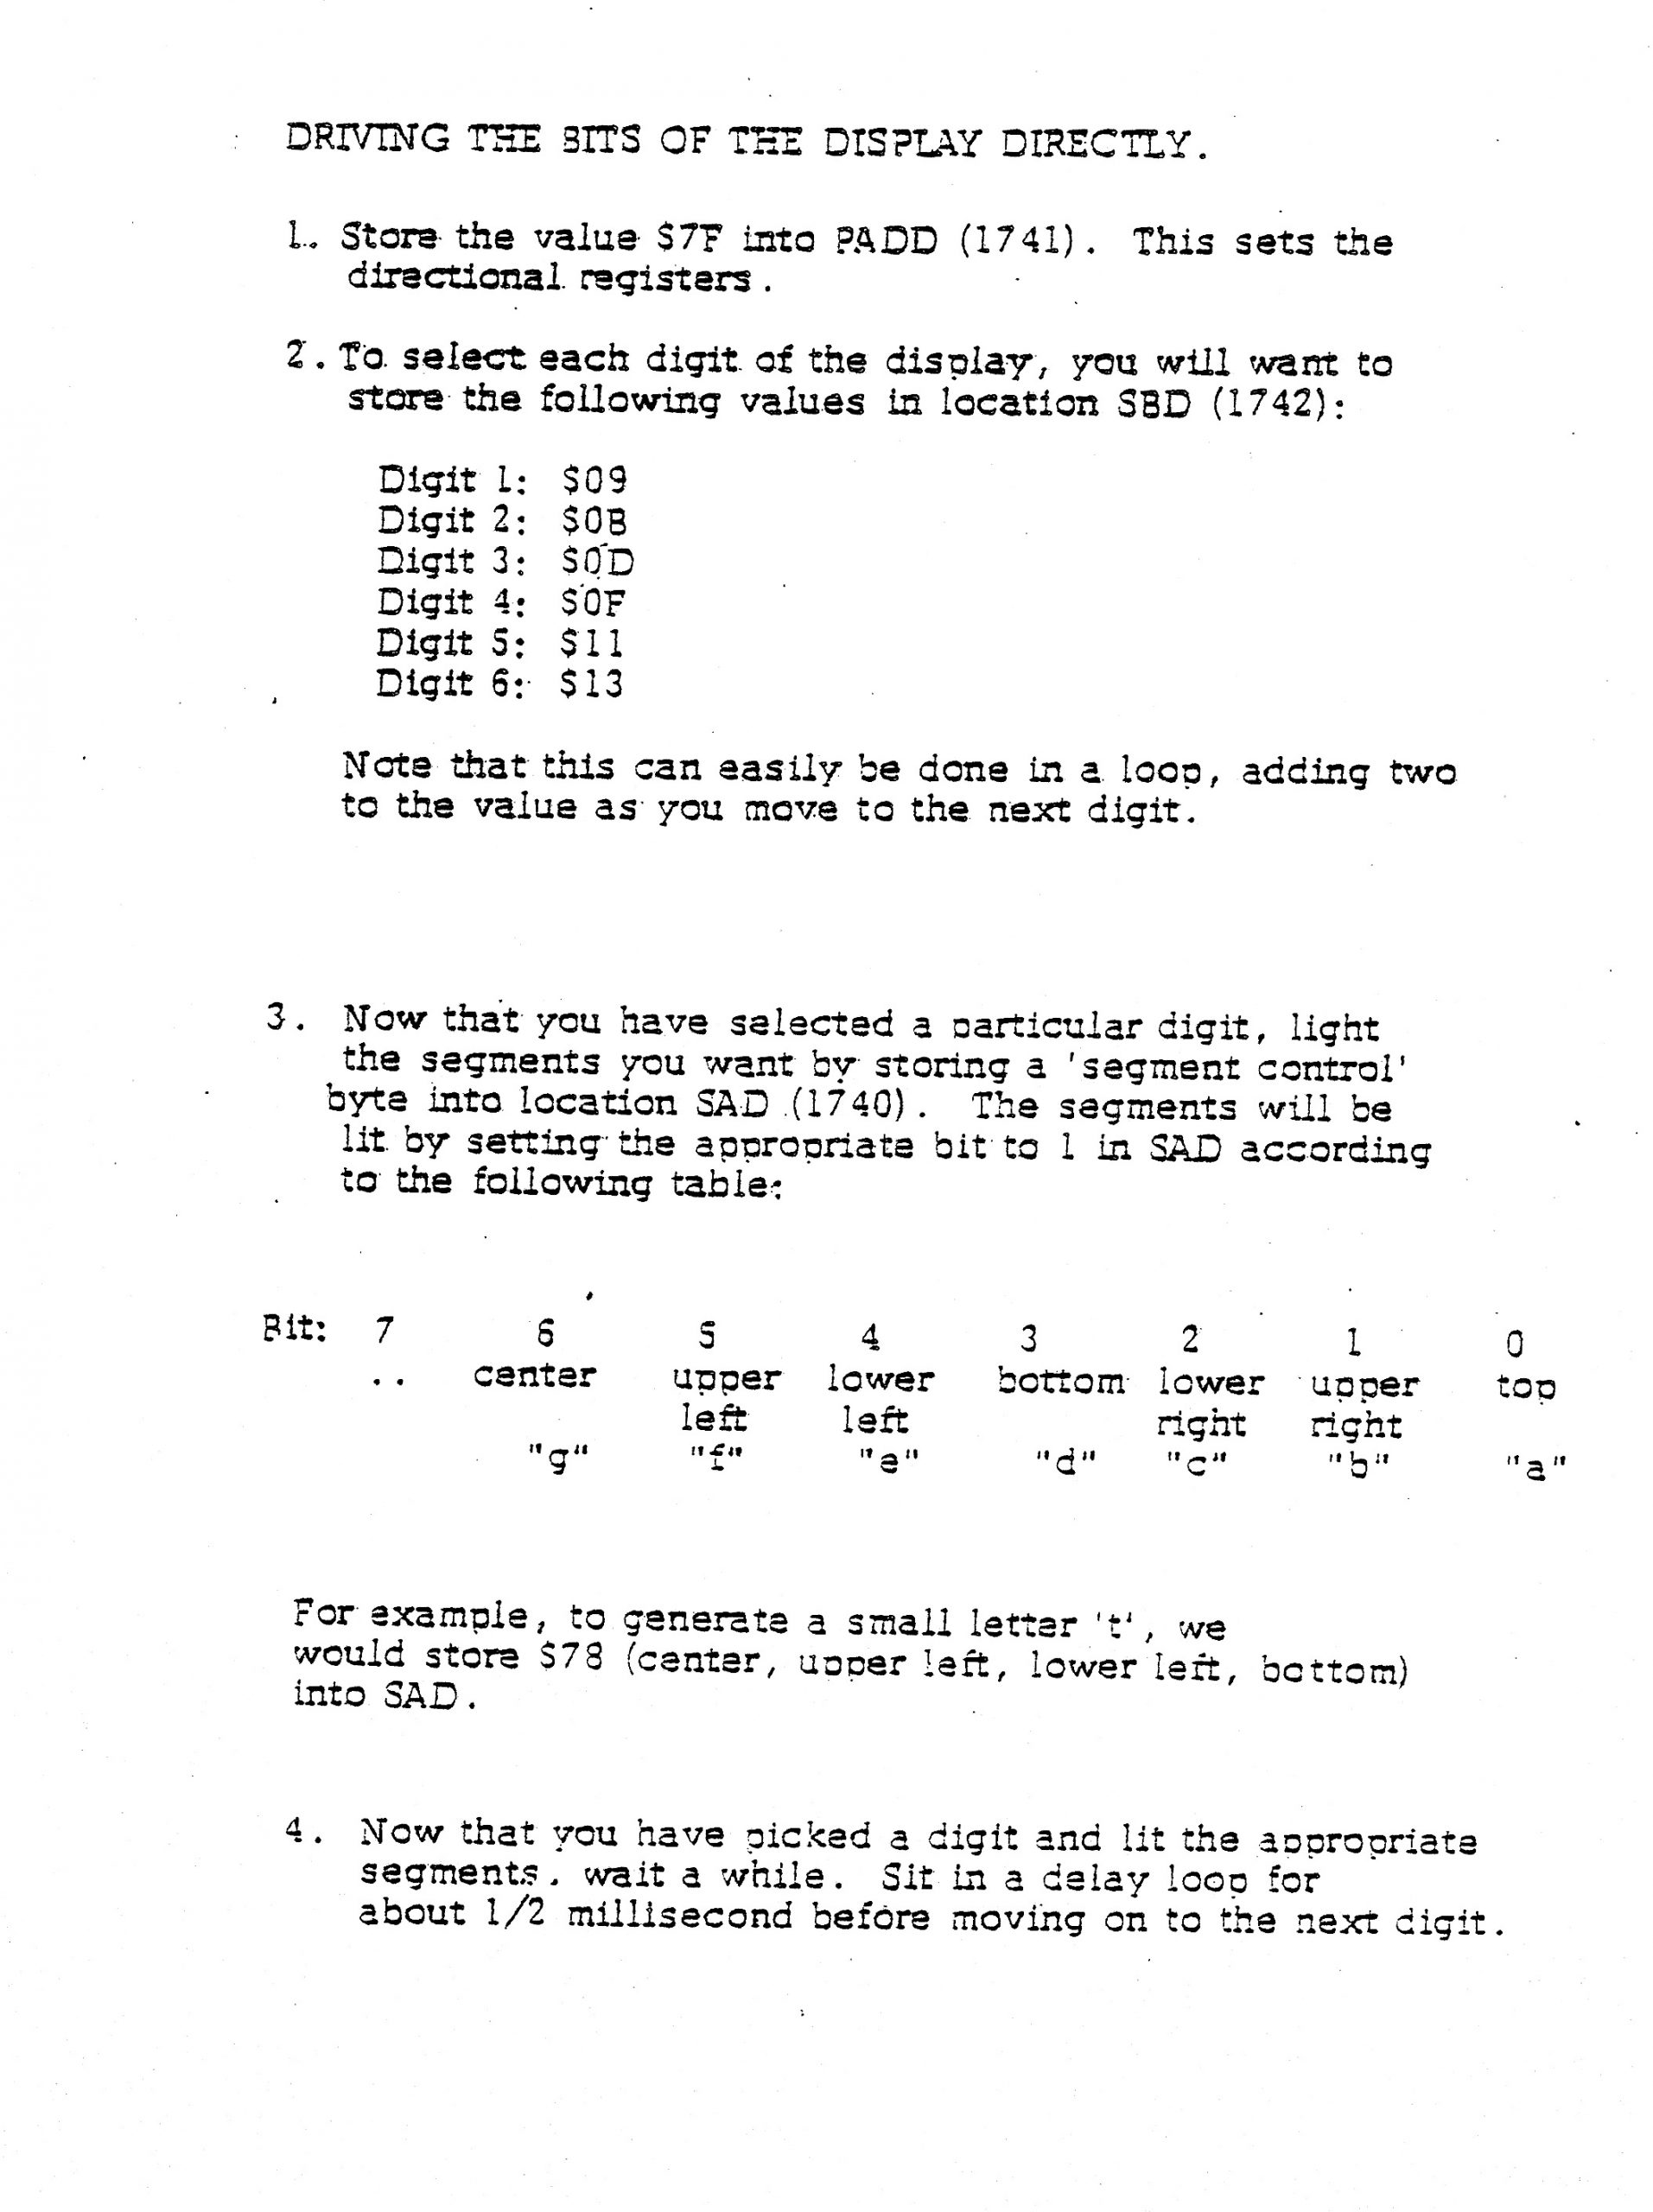 DRIVING THE BITS OF THE DISPLAY DIRECTLY.
1. Store the value $7F into PADD (1741). This sets the
directional registers.
2. To select each digit of the display, you will want to
store the following values in location SBD (1742):
Digit 1: $09
Digit 2: $0B
Digit 3: $0D
Digit 4: $0F
Digit 5: $11
Digit 6: $13
Note that this can easily be done in a loop, adding two
to the value as you move to the next digit.
3. Now that you have selected a particular digit, light
the segments you want by storing a 'segment control'
byte into location SAD (1740). The segments will be
lit by setting the appropriate bit to 1 in SAD according
to the following table:
Bit: 7 6 5 4 3 2 1 0
.. center upper lower bottom lower upper top
left left right right
"g" "f" "e" "d" "c" "b" "a"
For example, to generate a small letter 't', we
would store $78 (center, upper left, lower left, bottom)
into SAD.
4. Now that you have picked a digit and lit the appropriate
segments, wait a while. Sit in a delay loop for
about 1/2 millisecond before moving on to the next digit.